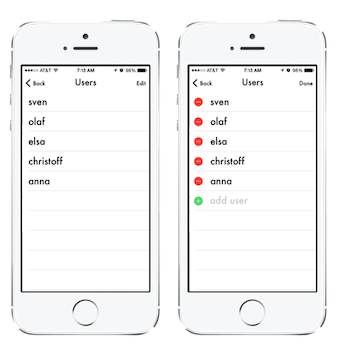 AT&T 7:13 AM 98%
Back Users Edit
sven
olaf
elsa
christoff
anna
AT&T 7:13 AM 98%
Back Users Done
sven
olaf
elsa
christoff
anna
add user